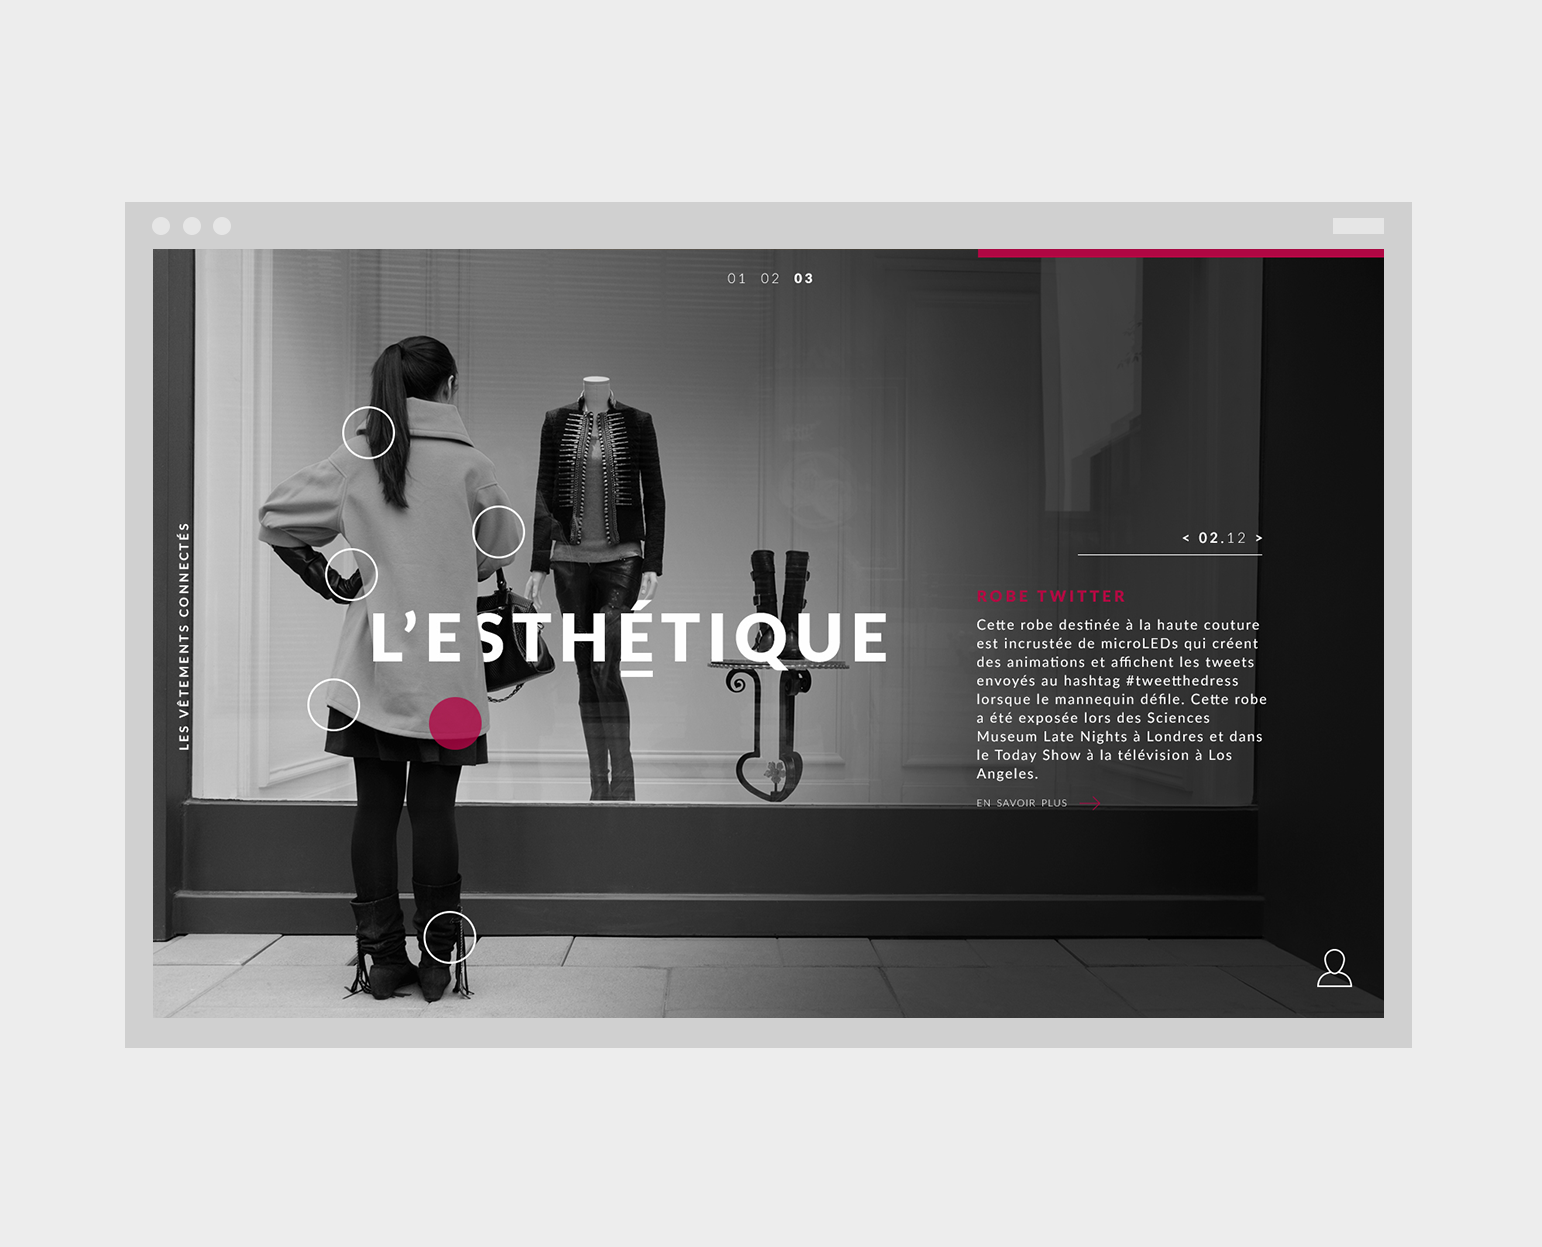 01 02 03
LES VÊTEMENTS CONNECTÉS
L’ESTHÉTIQUE
< 02.12 >
ROBE TWITTER
Cette robe destinée à la haute couture
est incrustée de microLEDs qui créent
des animations et affichent les tweets
envoyés au hashtag #tweetthedress
lorsque le mannequin défile. Cette robe
a été exposée lors des Sciences
Museum Late Nights à Londres et dans
le Today Show à la télévision à Los
Angeles.
EN SAVOIR PLUS